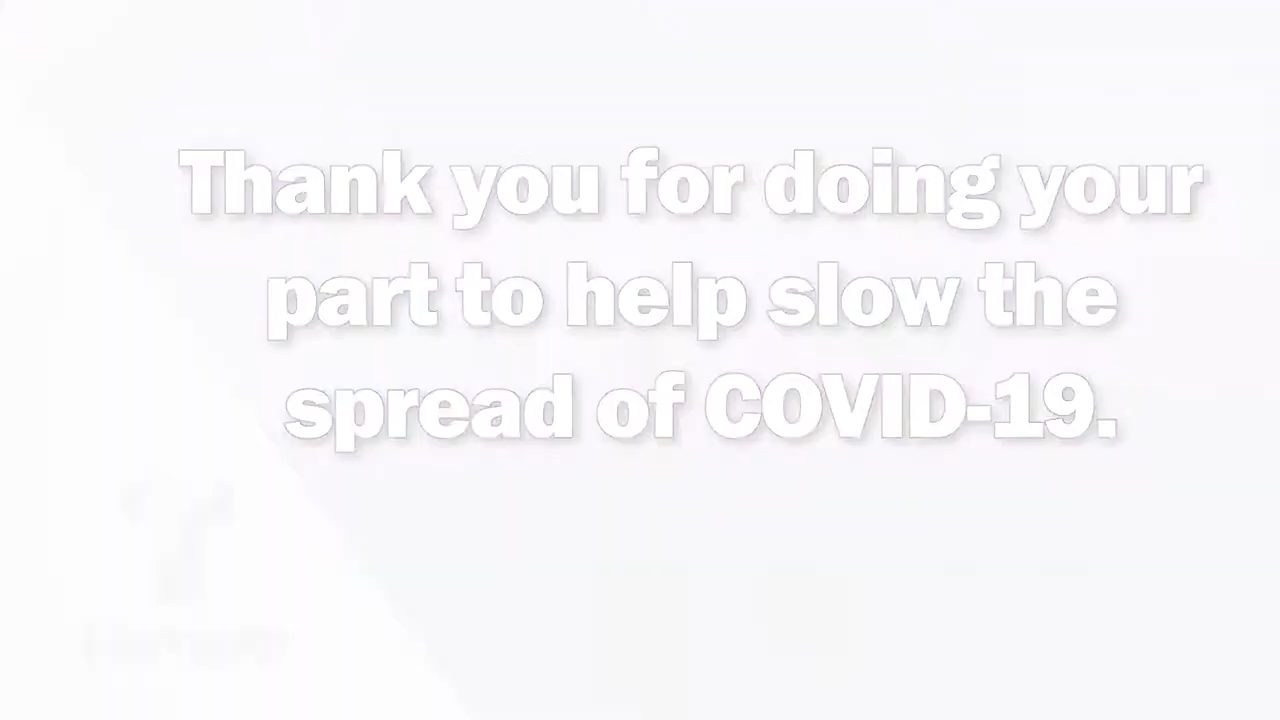 Thank you for doing your
part to help slow the
spread of COVID-19.